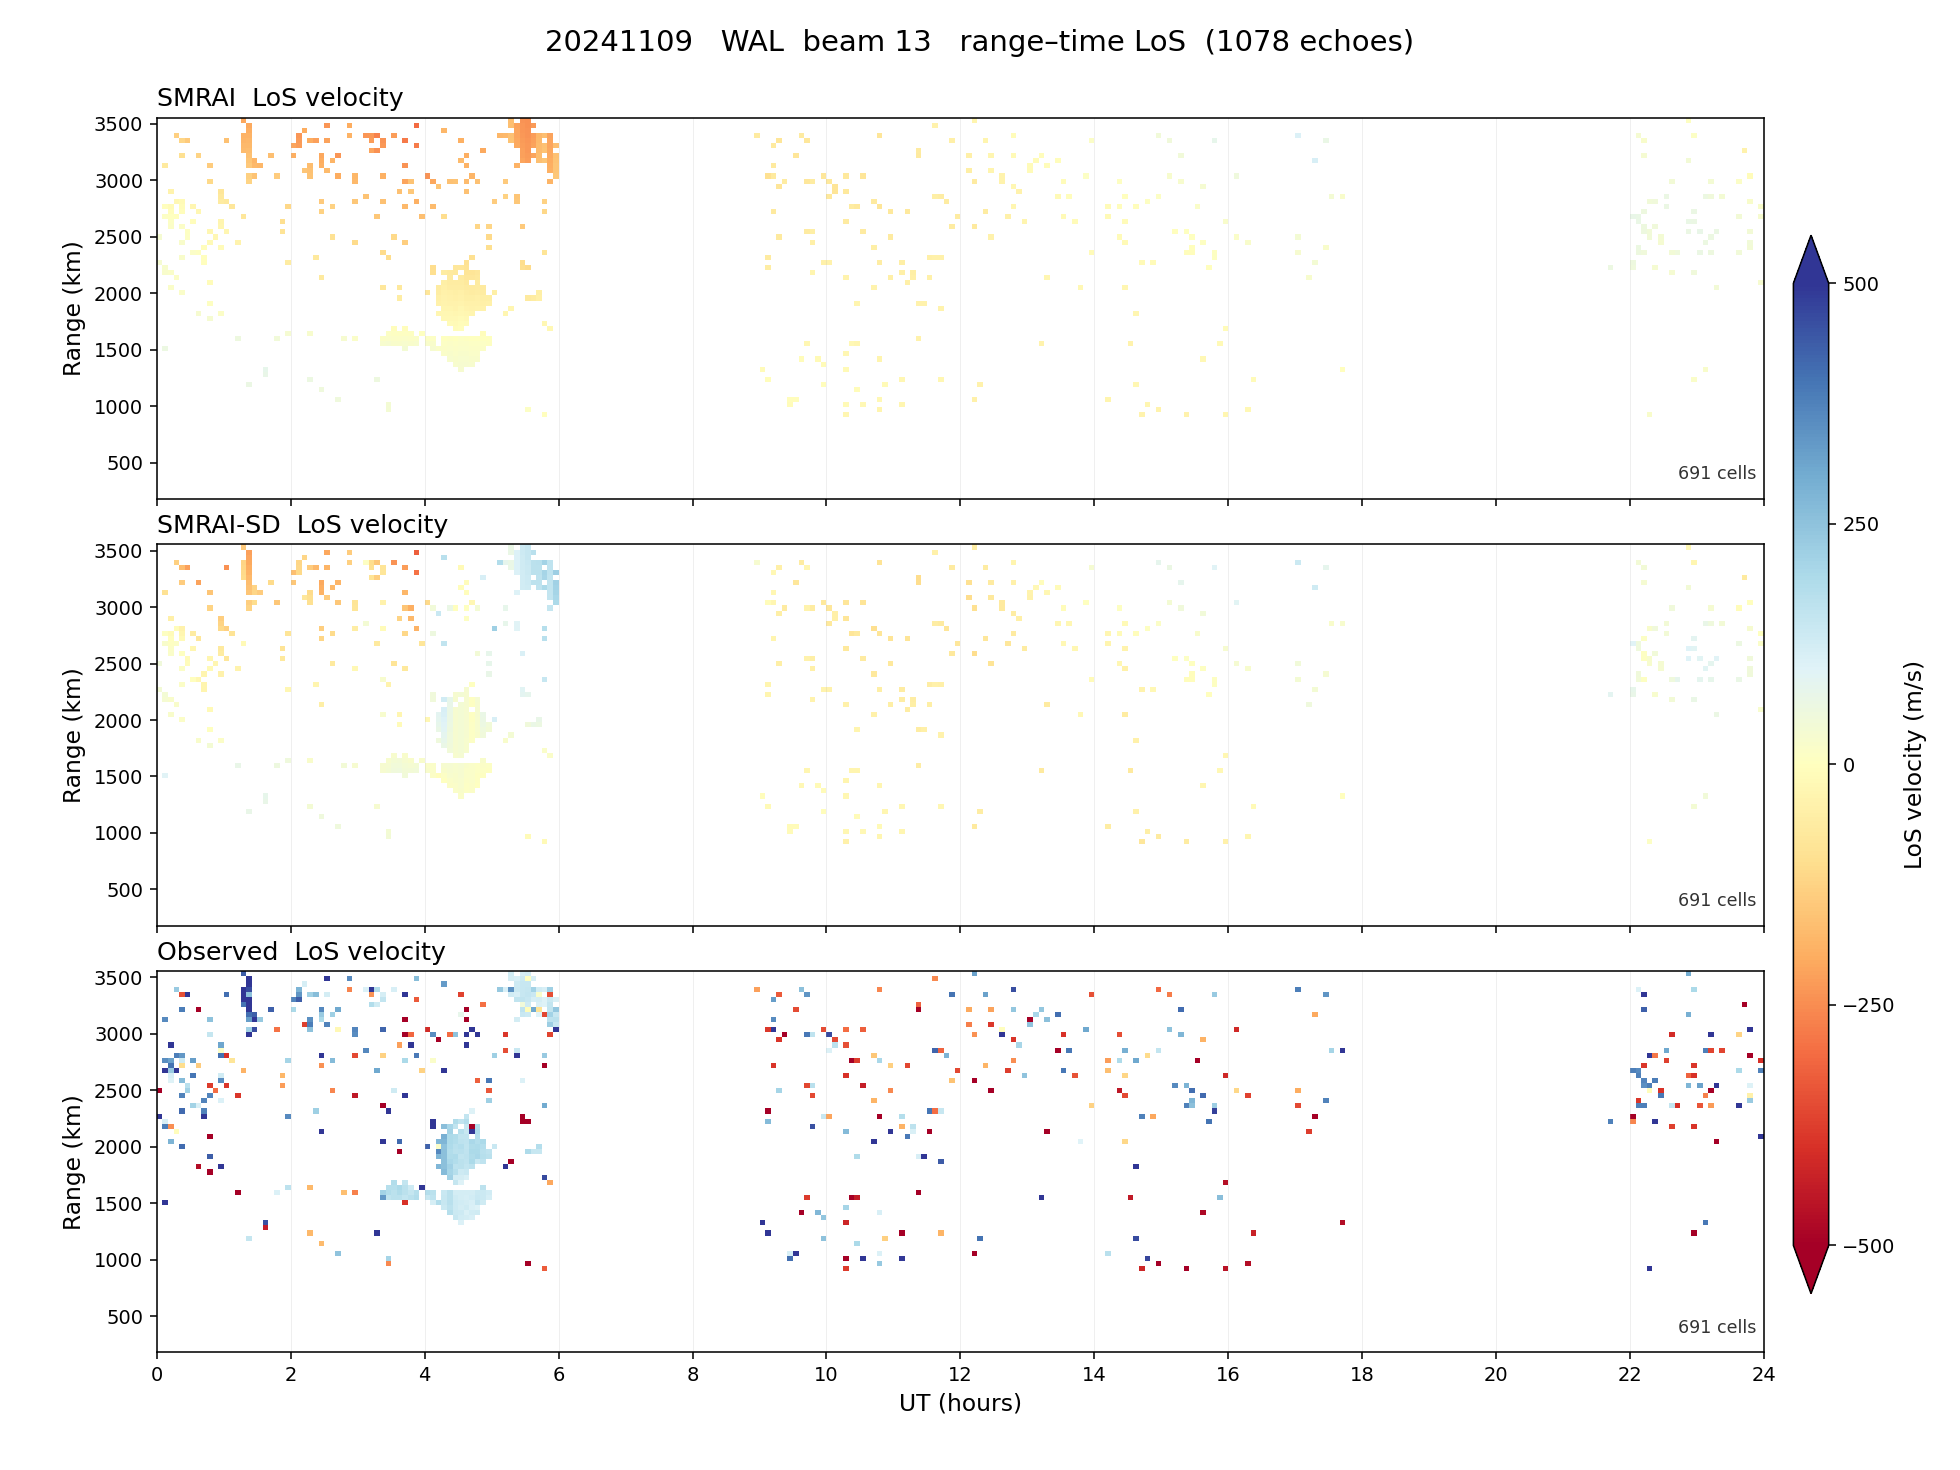 20241109 WAL beam 13 range–time LoS (1078 echoes)
SMRAI LoS velocity
3500
3000
2500
2000
1500
1000
500
Range (km)
691 cells
SMRAI-SD LoS velocity
3500
3000
2500
2000
1500
1000
500
Range (km)
691 cells
Observed LoS velocity
3500
3000
2500
2000
1500
1000
500
Range (km)
691 cells
0 2 4 6 8 10 12 14 16 18 20 22 24
UT (hours)
500
250
0
−250
−500
LoS velocity (m/s)